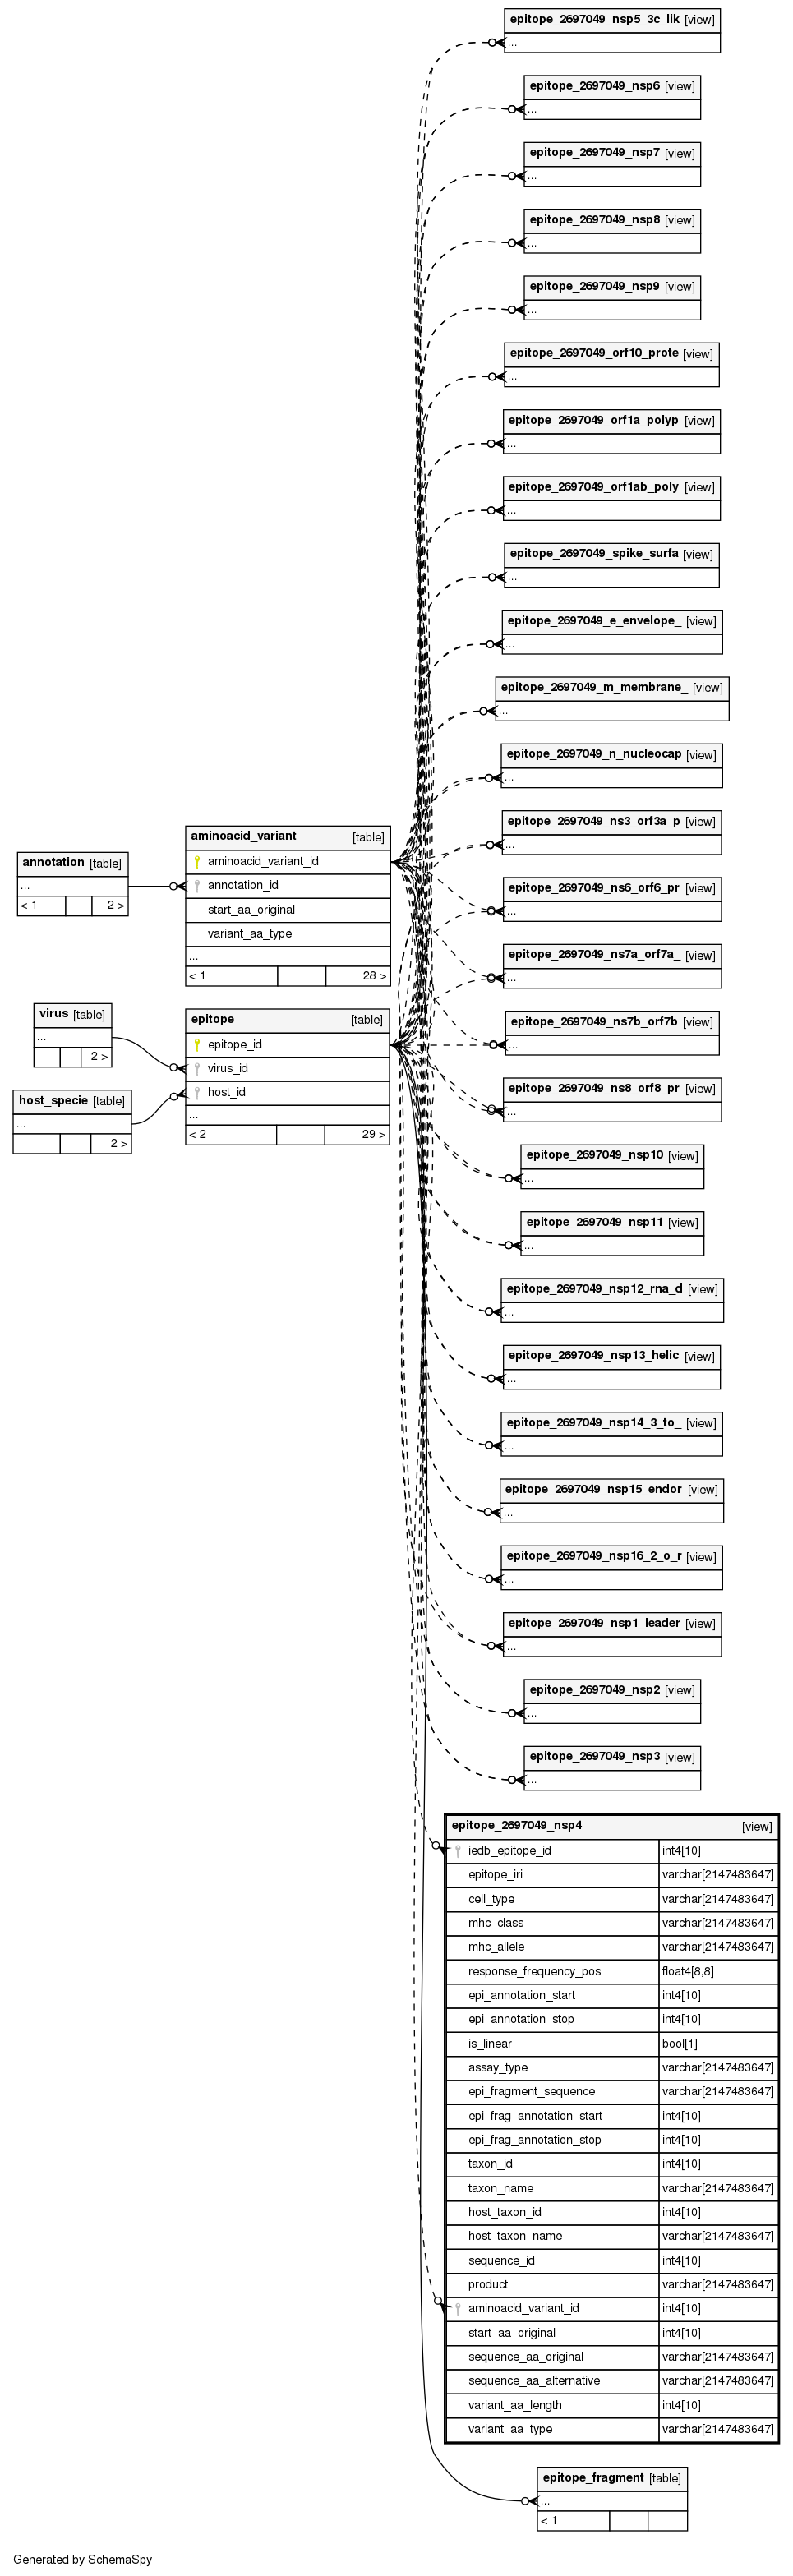 epitope_2697049_nsp5_3c_lik [view]
...
epitope_2697049_nsp6 [view]
...
epitope_2697049_nsp7 [view]
...
epitope_2697049_nsp8 [view]
...
epitope_2697049_nsp9 [view]
...
epitope_2697049_orf10_prote [view]
...
epitope_2697049_orf1a_polyp [view]
...
epitope_2697049_orf1ab_poly [view]
...
epitope_2697049_spike_surfa [view]
...
epitope_2697049_e_envelope_ [view]
...
epitope_2697049_m_membrane_ [view]
...
epitope_2697049_n_nucleocap [view]
...
epitope_2697049_ns3_orf3a_p [view]
...
epitope_2697049_ns6_orf6_pr [view]
...
epitope_2697049_ns7a_orf7a_ [view]
...
epitope_2697049_ns7b_orf7b [view]
...
epitope_2697049_ns8_orf8_pr [view]
...
epitope_2697049_nsp10 [view]
...
epitope_2697049_nsp11 [view]
...
epitope_2697049_nsp12_rna_d [view]
...
epitope_2697049_nsp13_helic [view]
...
epitope_2697049_nsp14_3_to_ [view]
...
epitope_2697049_nsp15_endor [view]
...
epitope_2697049_nsp16_2_o_r [view]
...
epitope_2697049_nsp1_leader [view]
...
epitope_2697049_nsp2 [view]
...
epitope_2697049_nsp3 [view]
...
annotation [table]
...
< 1 2 >
aminoacid_variant [table]
aminoacid_variant_id
annotation_id
start_aa_original
variant_aa_type
...
< 1 28 >
virus [table]
...
2 >
host_specie [table]
...
2 >
epitope [table]
epitope_id
virus_id
host_id
...
< 2 29 >
epitope_2697049_nsp4 [view]
iedb_epitope_id int4[10]
epitope_iri varchar[2147483647]
cell_type varchar[2147483647]
mhc_class varchar[2147483647]
mhc_allele varchar[2147483647]
response_frequency_pos float4[8,8]
epi_annotation_start int4[10]
epi_annotation_stop int4[10]
is_linear bool[1]
assay_type varchar[2147483647]
epi_fragment_sequence varchar[2147483647]
epi_frag_annotation_start int4[10]
epi_frag_annotation_stop int4[10]
taxon_id int4[10]
taxon_name varchar[2147483647]
host_taxon_id int4[10]
host_taxon_name varchar[2147483647]
sequence_id int4[10]
product varchar[2147483647]
aminoacid_variant_id int4[10]
start_aa_original int4[10]
sequence_aa_original varchar[2147483647]
sequence_aa_alternative varchar[2147483647]
variant_aa_length int4[10]
variant_aa_type varchar[2147483647]
epitope_fragment [table]
...
< 1
Generated by SchemaSpy